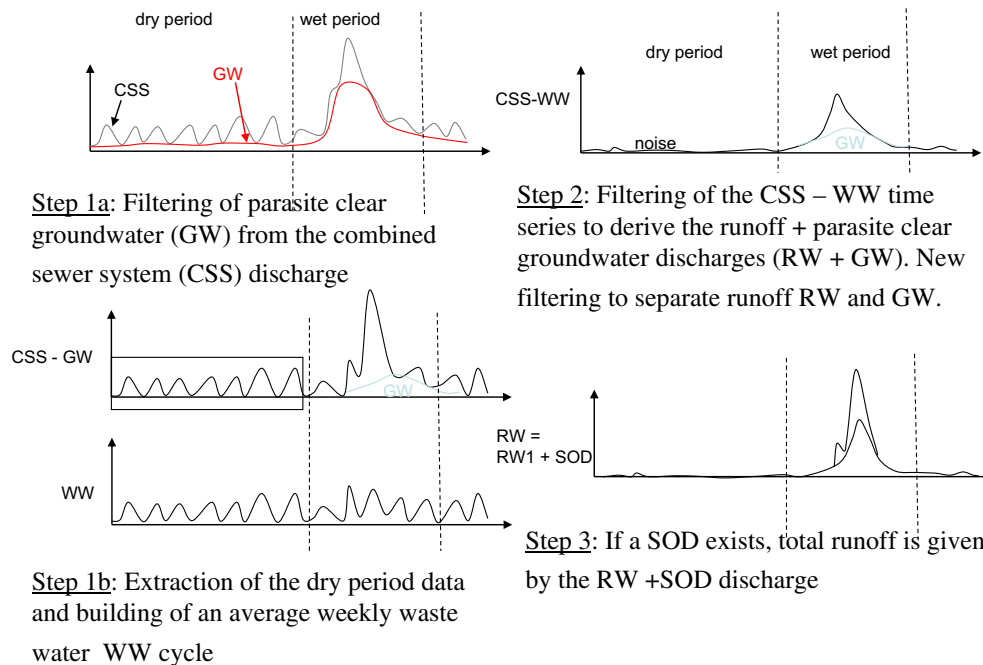 dry period
wet period
CSS
GW
Step 1a: Filtering of parasite clear
groundwater (GW) from the combined
sewer system (CSS) discharge
CSS - GW
GW
WW
Step 1b: Extraction of the dry period data
and building of an average weekly waste
water WW cycle
dry period
wet period
CSS-WW
noise
GW
Step 2: Filtering of the CSS – WW time
series to derive the runoff + parasite clear
groundwater discharges (RW + GW). New
filtering to separate runoff RW and GW.
RW =
RW1 + SOD
Step 3: If a SOD exists, total runoff is given
by the RW +SOD discharge